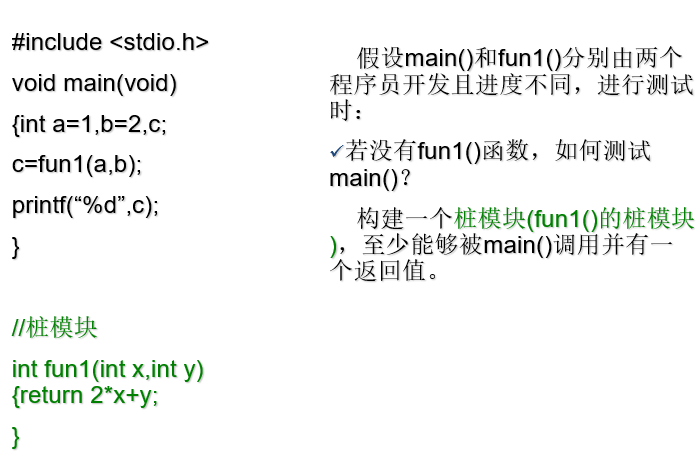 #include <stdio.h>
void main(void)
{int a=1,b=2,c;
c=fun1(a,b);
printf(“%d”,c);
}
//桩模块
int fun1(int x,int y)
{return 2*x+y;
}
假设main()和fun1()分别由两个
程序员开发且进度不同，进行测试
时：
✓若没有fun1()函数，如何测试
main()？
构建一个桩模块(fun1()的桩模块
)，至少能够被main()调用并有一
个返回值。